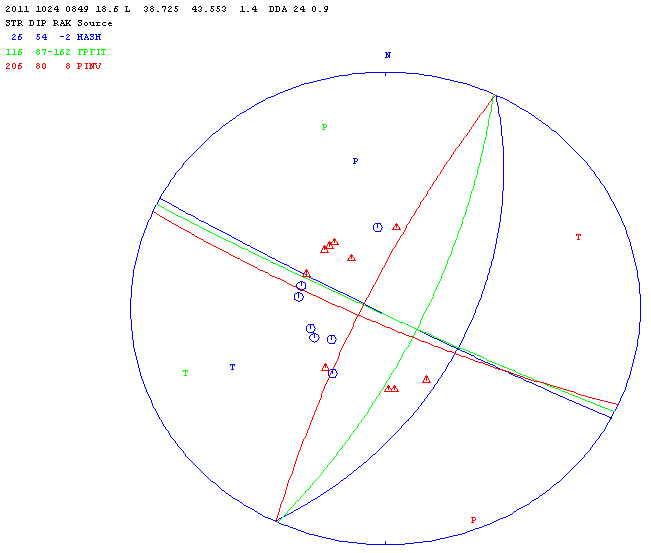 2011 1024 0849 18.6 L  38.725  43.553  1.4  DDA 24 0.9
STR DIP RAK Source
26  54  -2 HASH
116  87-162 FPFIT
206  80   8 PINV
N
P
P
T
T
T
P